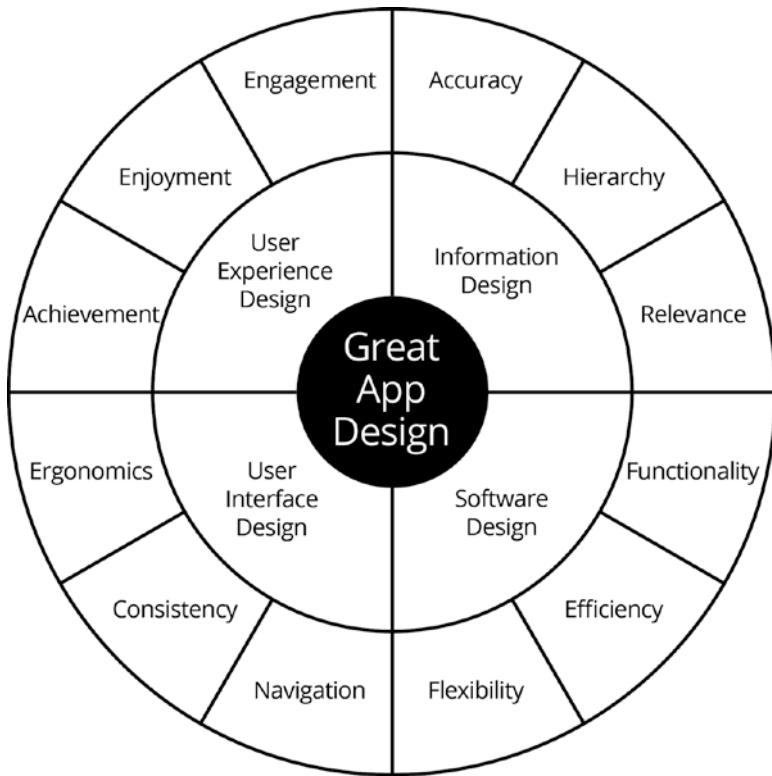 Engagement
Accuracy
Enjoyment
Hierarchy
User
Experience
Design
Information
Design
Achievement
Relevance
Great
App
Design
Ergonomics
Functionality
User
Interface
Design
Software
Design
Consistency
Efficiency
Navigation
Flexibility